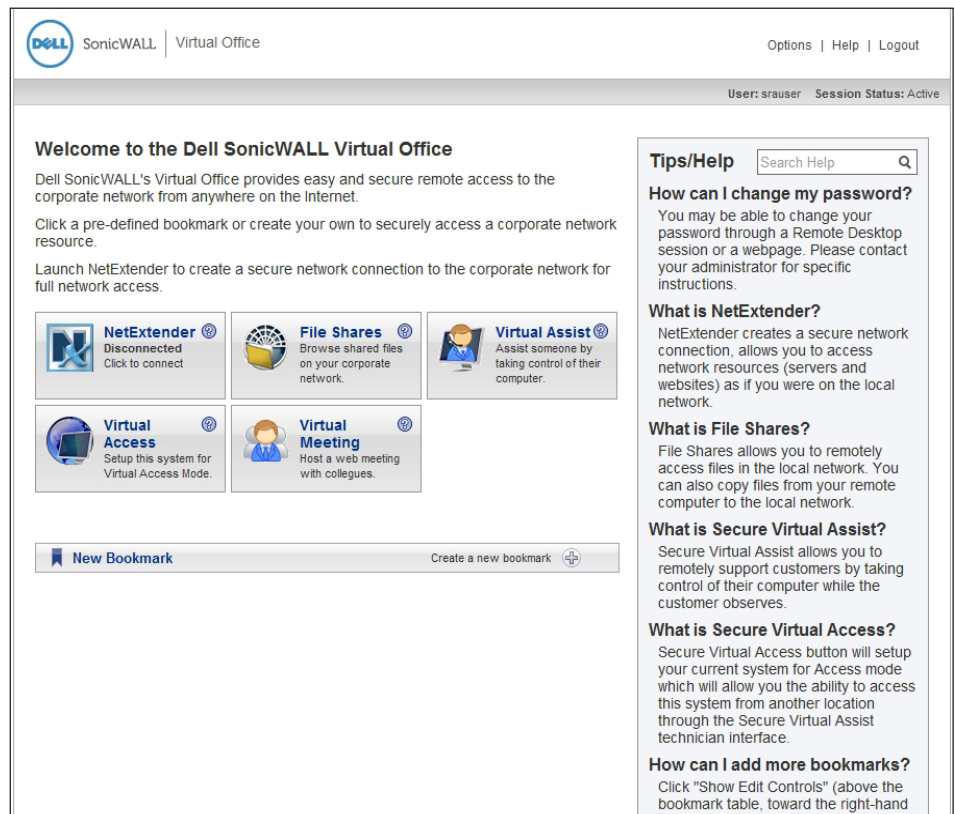 DELL SonicWALL | Virtual Office
Options | Help | Logout
User: srauser Session Status: Active
Welcome to the Dell SonicWALL Virtual Office
Dell SonicWALL's Virtual Office provides easy and secure remote access to the
corporate network from anywhere on the Internet.
Click a pre-defined bookmark or create your own to securely access a corporate network
resource.
Launch NetExtender to create a secure network connection to the corporate network for
full network access.
NetExtender
Disconnected
Click to connect
File Shares
Browse shared files
on your corporate
network.
Virtual Assist
Assist someone by
taking control of their
computer.
Virtual
Access
Setup this system for
Virtual Access Mode.
Virtual
Meeting
Host a web meeting
with collegues.
New Bookmark
Create a new bookmark
Tips/Help
Search Help
How can I change my password?
You may be able to change your
password through a Remote Desktop
session or a webpage. Please contact
your administrator for specific
instructions.
What is NetExtender?
NetExtender creates a secure network
connection, allows you to access
network resources (servers and
websites) as if you were on the local
network.
What is File Shares?
File Shares allows you to remotely
access files in the local network. You
can also copy files from your remote
computer to the local network.
What is Secure Virtual Assist?
Secure Virtual Assist allows you to
remotely support customers by taking
control of their computer while the
customer observes.
What is Secure Virtual Access?
Secure Virtual Access button will setup
your current system for Access mode
which will allow you the ability to access
this system from another location
through the Secure Virtual Assist
technician interface.
How can I add more bookmarks?
Click "Show Edit Controls" (above the
bookmark table, toward the right-hand